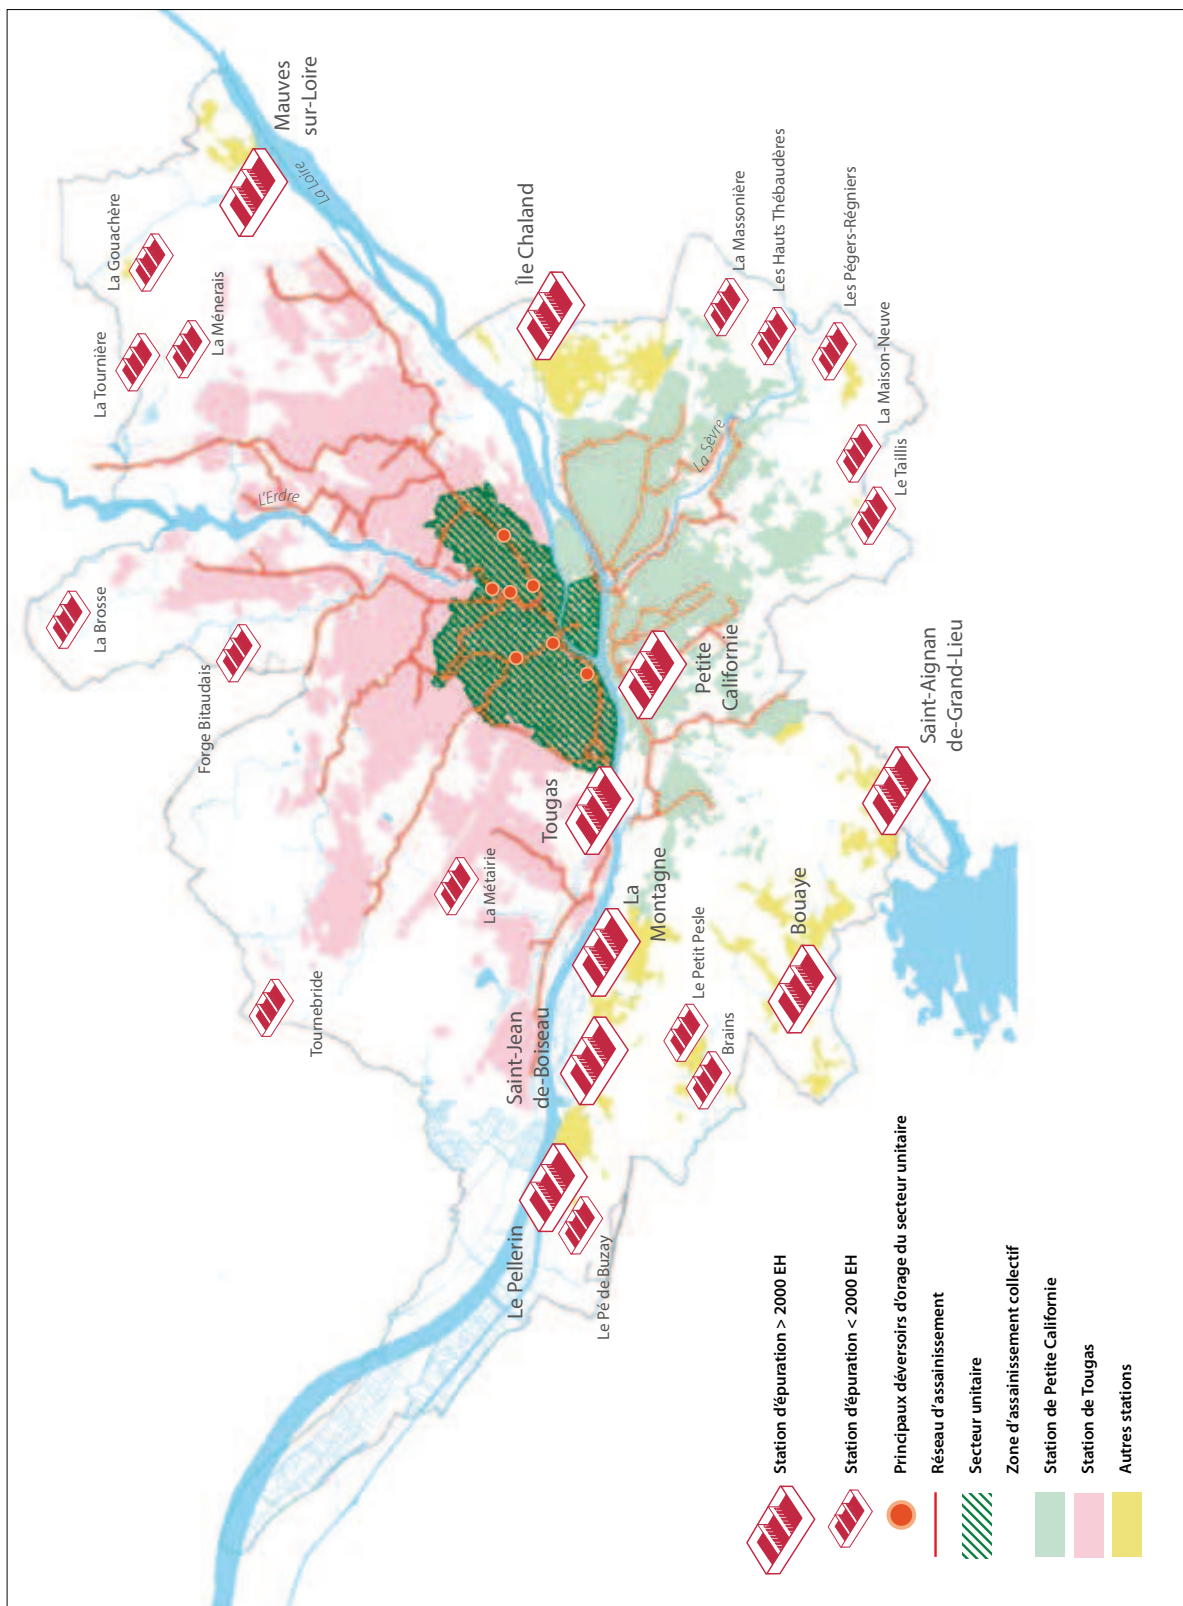 La Brosse
Forge Bitaudais
Tournebride
La Tournière
La Gouachère
La Ménerais
Mauves
sur-Loire
La Loire
L'Erdre
La Métairie
Tougas
Île Chaland
La Massonière
Les Hauts Thébaudères
Les Pégers-Régniers
La Maison-Neuve
Le Taillis
La Sèvre
Petite
Californie
Saint-Aignan
de-Grand-Lieu
La
Montagne
Bouaye
Le Petit Pesle
Brains
Saint-Jean
de-Boiseau
Le Pellerin
Le Pé de Buzay
Station d'épuration > 2000 EH
Station d'épuration < 2000 EH
Principaux déversoirs d'orage du secteur unitaire
Réseau d'assainissement
Secteur unitaire
Zone d'assainissement collectif
Station de Petite Californie
Station de Tougas
Autres stations